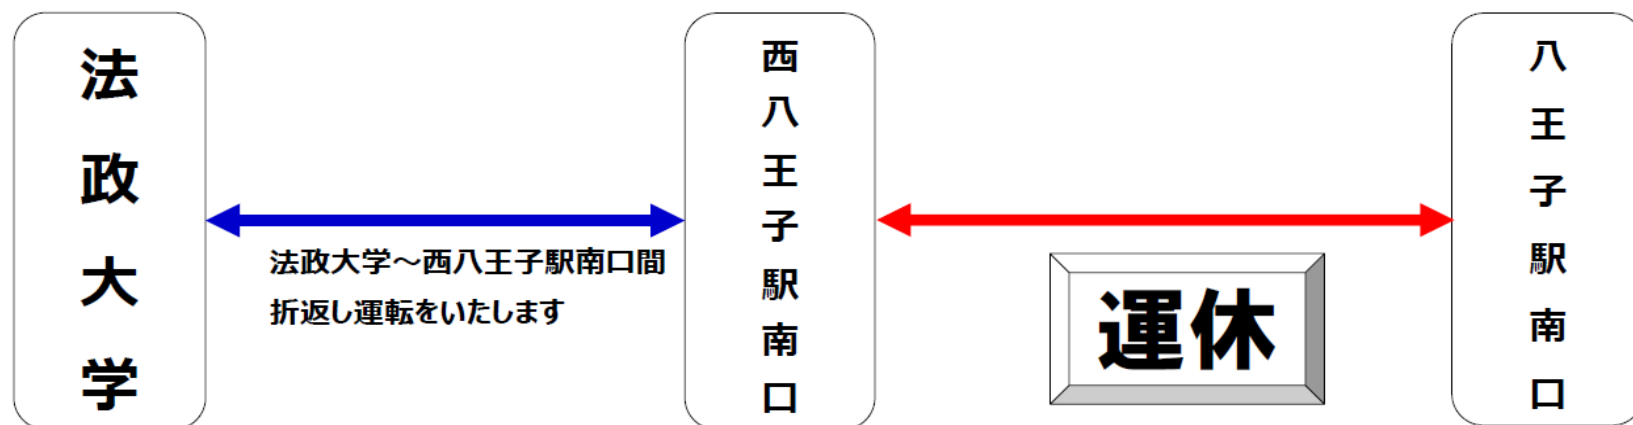 法政大学
法政大学～西八王子駅南口間
折返し運転をいたします
西八王子駅南口
運休
八王子駅南口